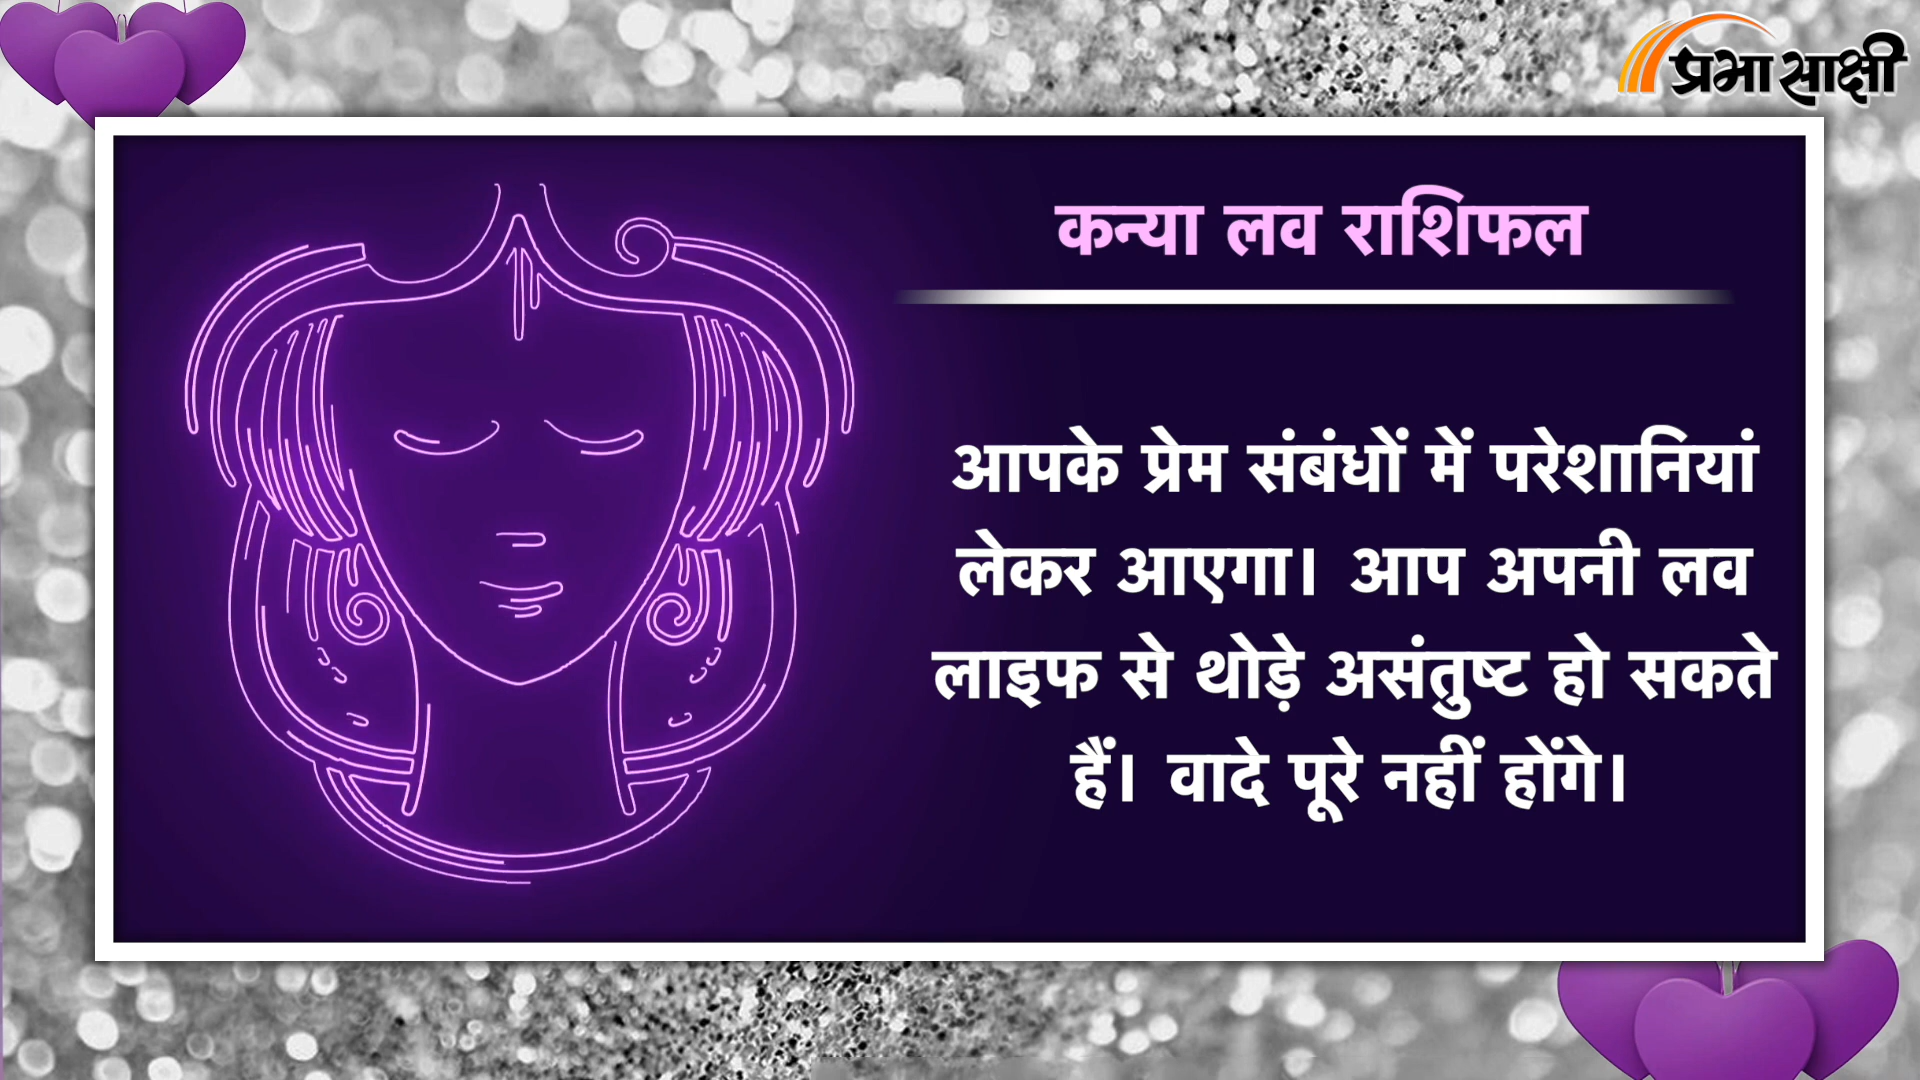 प्रभासाक्षी
कन्या लव राशिफल
आपके प्रेम संबंधों में परेशानियां
लेकर आएगा। आप अपनी लव
लाइफ से थोड़े असंतुष्ट हो सकते
हैं। वादे पूरे नहीं होंगे।